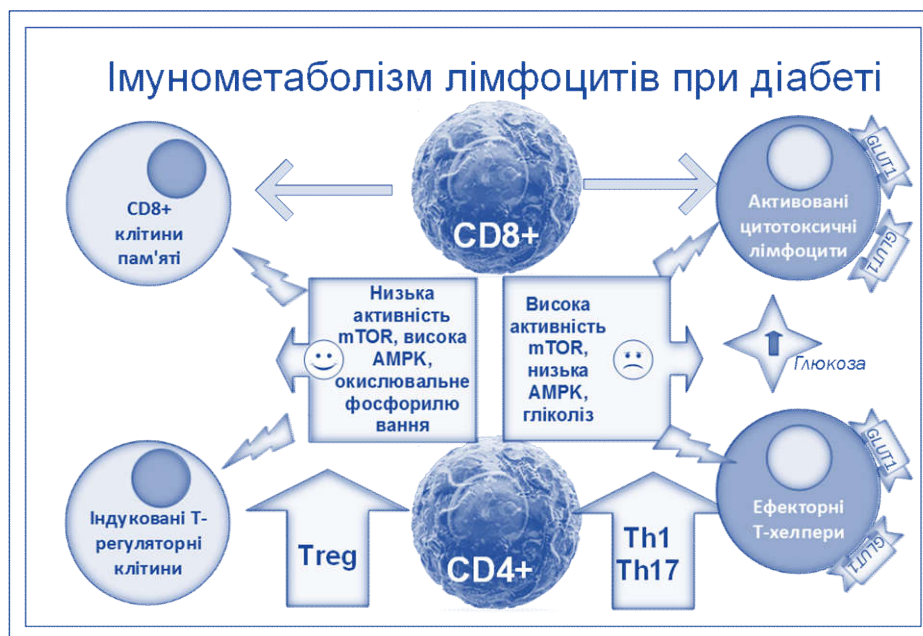 Імунометаболізм лімфоцитів при діабеті
CD8+
клітини
пам'яті
CD8+
Активовані
цитотоксичні
лімфоцити
GLUT1
GLUT1
Низька
активність
mTOR, висока
AMPK,
окислювальне
фосфорилю
вання
Висока
активність
mTOR,
низька
AMPK,
гліколіз
Глюкоза
Індуковані Т-
регуляторні
клітини
Treg
CD4+
Th1
Th17
Ефекторні
Т-хелпери
GLUT1
GLUT1